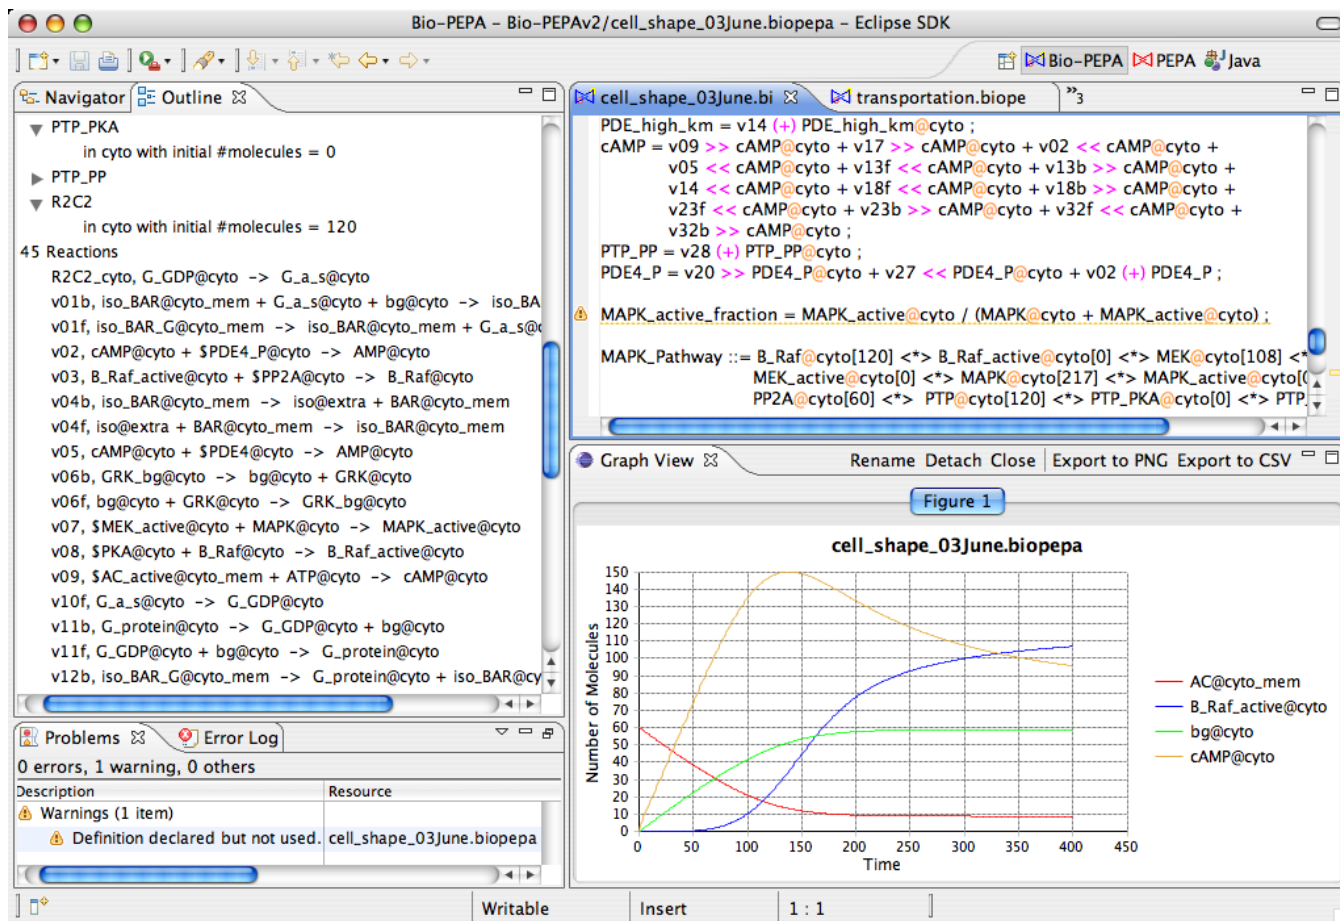 Bio-PEPA – Bio-PEPAv2/cell_shape_03June.biopepa – Eclipse SDK
Bio-PEPA PEPA Java
Navigator Outline
PTP_PKA
in cyto with initial #molecules = 0
PTP_PP
R2C2
in cyto with initial #molecules = 120
45 Reactions
R2C2_cyto, G_GDP@cyto -> G_a_s@cyto
v01b, iso_BAR@cyto_mem + G_a_s@cyto + bg@cyto -> iso_BA
v01f, iso_BAR_G@cyto_mem -> iso_BAR@cyto_mem + G_a_s@c
v02, cAMP@cyto + $PDE4_P@cyto -> AMP@cyto
v03, B_Raf_active@cyto + $PP2A@cyto -> B_Raf@cyto
v04b, iso_BAR@cyto_mem -> iso@extra + BAR@cyto_mem
v04f, iso@extra + BAR@cyto_mem -> iso_BAR@cyto_mem
v05, cAMP@cyto + $PDE4@cyto -> AMP@cyto
v06b, GRK_bg@cyto -> bg@cyto + GRK@cyto
v06f, bg@cyto + GRK@cyto -> GRK_bg@cyto
v07, $MEK_active@cyto + MAPK@cyto -> MAPK_active@cyto
v08, $PKA@cyto + B_Raf@cyto -> B_Raf_active@cyto
v09, $AC_active@cyto_mem + ATP@cyto -> cAMP@cyto
v10f, G_a_s@cyto -> G_GDP@cyto
v11b, G_protein@cyto -> G_GDP@cyto + bg@cyto
v11f, G_GDP@cyto + bg@cyto -> G_protein@cyto
v12b, iso_BAR_G@cyto_mem -> G_protein@cyto + iso_BAR@cy
Problems Error Log
0 errors, 1 warning, 0 others
Description Resource
Warnings (1 item)
Definition declared but not used. cell_shape_03June.biopepa
cell_shape_03June.bi transportation.biope "3
PDE_high_km = v14 (+) PDE_high_km@cyto ;
cAMP = v09 >> cAMP@cyto + v17 >> cAMP@cyto + v02 << cAMP@cyto +
v05 << cAMP@cyto + v13f << cAMP@cyto + v13b >> cAMP@cyto +
v14 << cAMP@cyto + v18f << cAMP@cyto + v18b >> cAMP@cyto +
v23f << cAMP@cyto + v23b >> cAMP@cyto + v32f << cAMP@cyto +
v32b >> cAMP@cyto ;
PTP_PP = v28 (+) PTP_PP@cyto ;
PDE4_P = v20 >> PDE4_P@cyto + v27 << PDE4_P@cyto + v02 (+) PDE4_P ;
MAPK_active_fraction = MAPK_active@cyto / (MAPK@cyto + MAPK_active@cyto) ;
MAPK_Pathway ::= B_Raf@cyto[120] <*> B_Raf_active@cyto[0] <*> MEK@cyto[108] <*
MEK_active@cyto[0] <*> MAPK@cyto[217] <*> MAPK_active@cyto[0
PP2A@cyto[60] <*> PTP@cyto[120] <*> PTP_PKA@cyto[0] <*> PTP_
Graph View Rename Detach Close Export to PNG Export to CSV
Figure 1
cell_shape_03June.biopepa
Number of Molecules
150
140
130
120
110
100
90
80
70
60
50
40
30
20
10
0
0 50 100 150 200 250 300 350 400 450
Time
AC@cyto_mem
B_Raf_active@cyto
bg@cyto
cAMP@cyto
Writable Insert 1 : 1